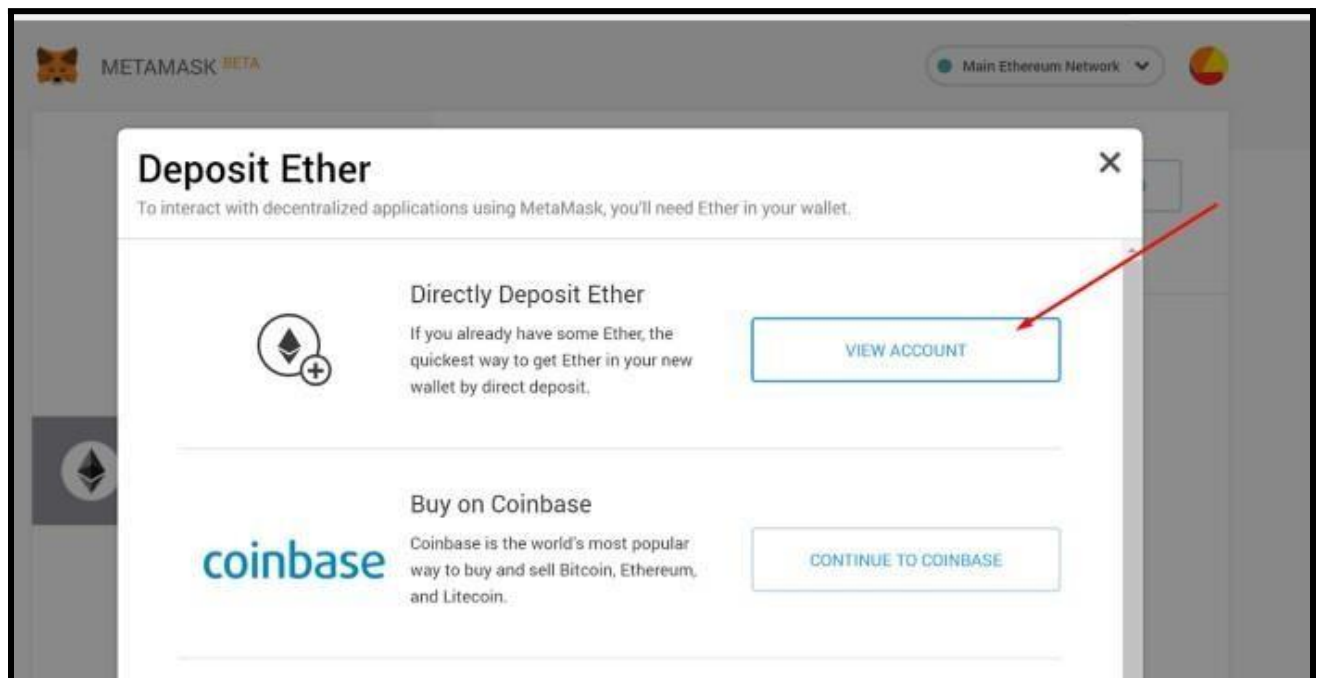 METAMASK BETA
Main Ethereum Network
Deposit Ether
To interact with decentralized applications using MetaMask, you'll need Ether in your wallet.
Directly Deposit Ether
If you already have some Ether, the
quickest way to get Ether in your new
wallet by direct deposit.
VIEW ACCOUNT
Buy on Coinbase
coinbase
Coinbase is the world's most popular
way to buy and sell Bitcoin, Ethereum,
and Litecoin.
CONTINUE TO COINBASE